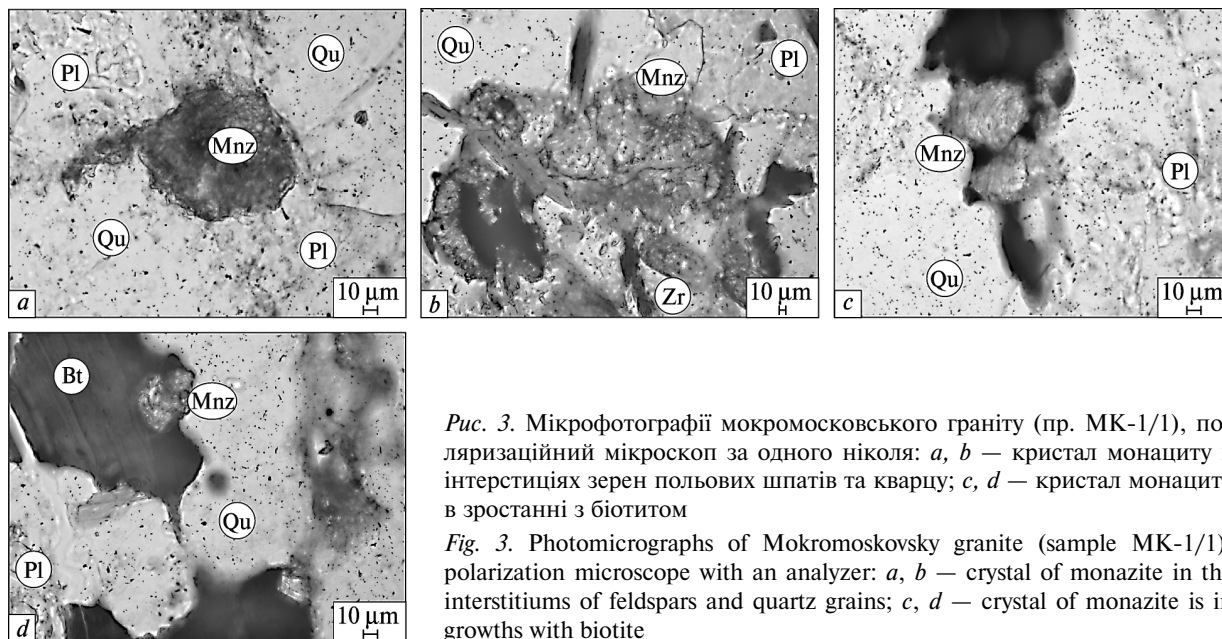 Pl
Qu
Mnz
Qu
Pl
a
10 μm
Qu
Mnz
Pl
Zr
b
10 μm
Mnz
Pl
Qu
c
10 μm
Bt
Mnz
Qu
Pl
d
10 μm
Рис. 3. Мікрофотографії мокромосковського граніту (пр. МК-1/1), по
ляризаційний мікроскоп за одного ніколя: a, b — кристал монациту
інтерстиціях зерен польових шпатів та кварцу; c, d — кристал монацит
в зростанні з біотитом
Fig. 3. Photomicrographs of Mokromoskovsky granite (sample MK-1/1)
polarization microscope with an analyzer: a, b — crystal of monazite in th
interstitiums of feldspars and quartz grains; c, d — crystal of monazite is i
growths with biotite